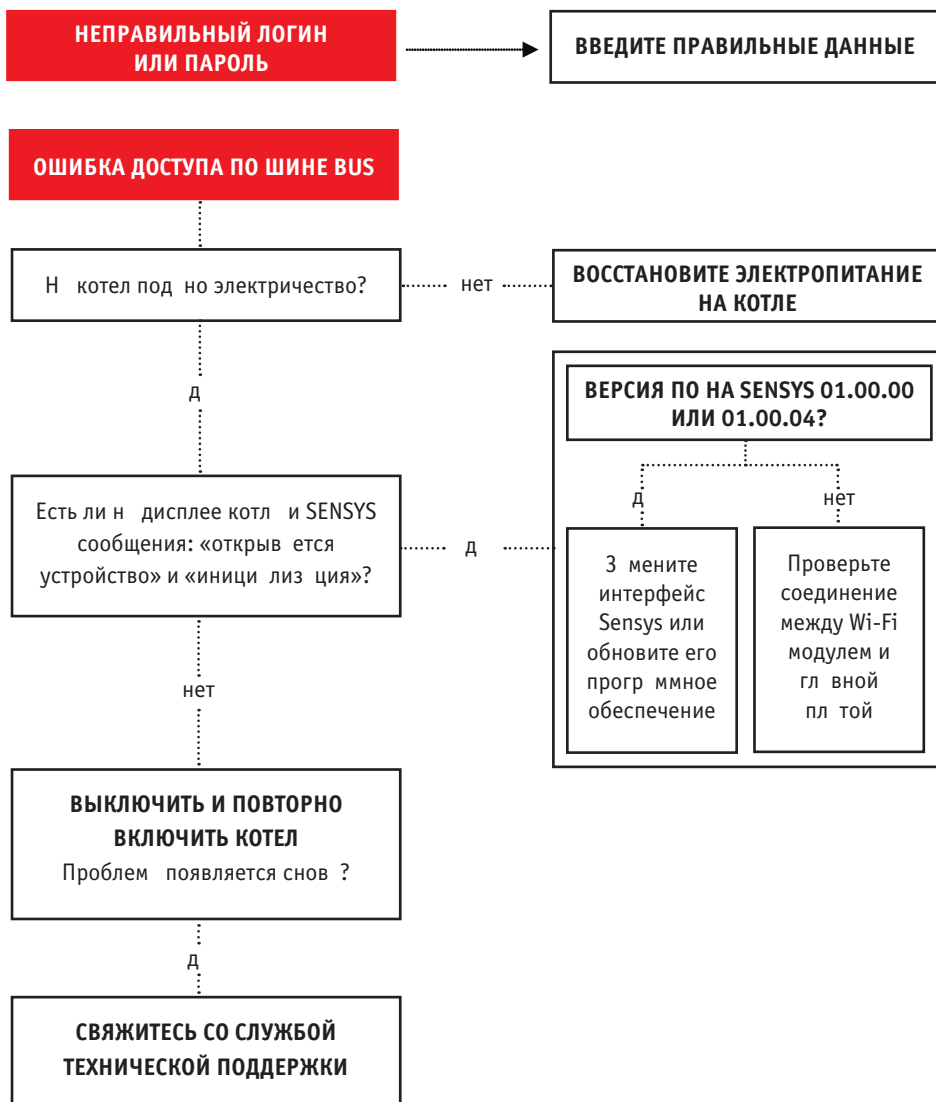 НЕПРАВИЛЬНЫЙ ЛОГИН
ИЛИ ПАРОЛЬ
ВВЕДИТЕ ПРАВИЛЬНЫЕ ДАННЫЕ
ОШИБКА ДОСТУПА ПО ШИНЕ BUS
Н котел под но электричество?
нет
ВОССТАНОВИТЕ ЭЛЕКТРОПИТАНИЕ
НА КОТЛЕ
д
Есть ли н дисплее котл и SENSYS
сообщения: «открыв ется
устройство» и «иници лиз ция»?
д
ВЕРСИЯ ПО НА SENSYS 01.00.00
ИЛИ 01.00.04?
д
З мените
интерфейс
Sensys или
обновите его
прогр ммное
обеспечение
нет
Проверьте
соединение
между Wi-Fi
модулем и
гл вной
пл той
нет
ВЫКЛЮЧИТЬ И ПОВТОРНО
ВКЛЮЧИТЬ КОТЕЛ
Проблем появляется снов ?
д
СВЯЖИТЕСЬ СО СЛУЖБОЙ
ТЕХНИЧЕСКОЙ ПОДДЕРЖКИ